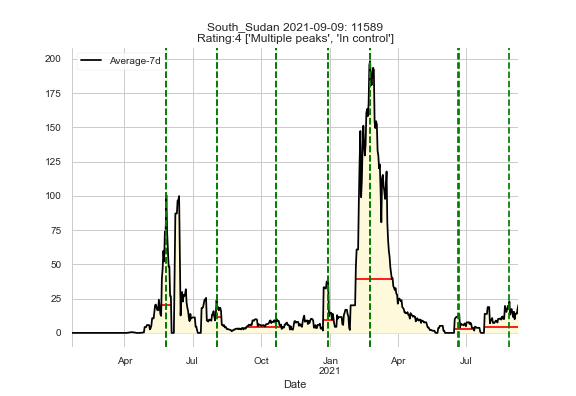 South_Sudan 2021-09-09: 11589
Rating:4 ['Multiple peaks', 'In control']
Average-7d
200
175
150
125
100
75
50
25
0
Apr Jul Oct Jan Apr Jul
2021
Date